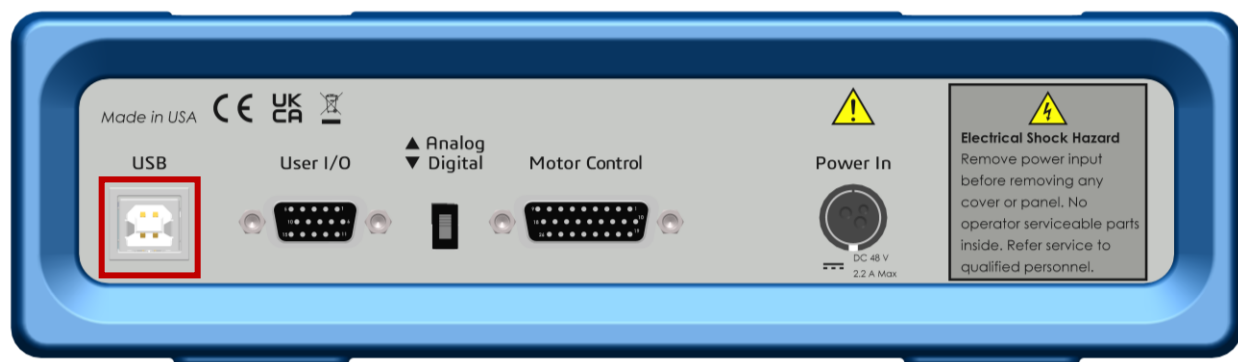 Made in USA CE UK CA
USB
User I/O
▲ Analog
▼ Digital
Motor Control
Power In
DC 48 V
2.2 A Max
Electrical Shock Hazard
Remove power input
before removing any
cover or panel. No
operator serviceable parts
inside. Refer service to
qualified personnel.